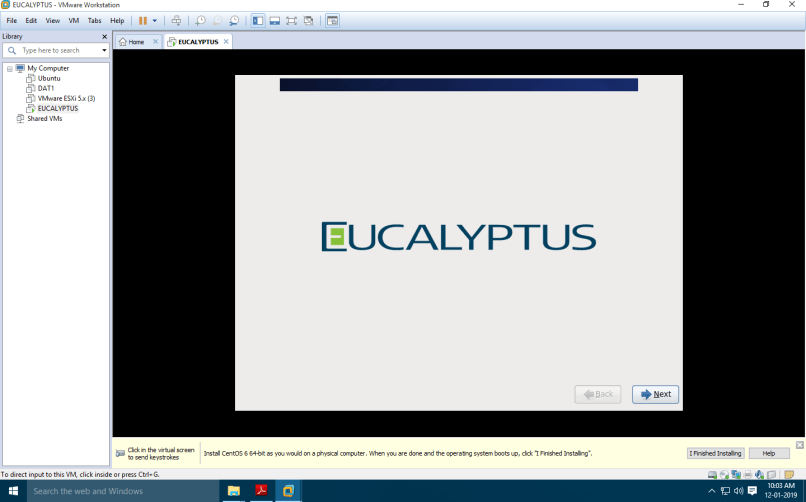 EUCALYPTUS - VMware Workstation
File Edit View VM Tabs Help
Library
Type here to search
My Computer
Ubuntu
DAT1
VMware ESXi 5.x (3)
EUCALYPTUS
Shared VMs
Home
EUCALYPTUS
EUCALYPTUS
Back
Next
Click in the virtual screen
to send keystrokes
Install CentOS 6 64-bit as you would on a physical computer. When you are done and the operating system boots up, click "I Finished Installing".
I Finished Installing
Help
To direct input to this VM, click inside or press Ctrl+G.
Search the web and Windows
10:03 AM
12-01-2019